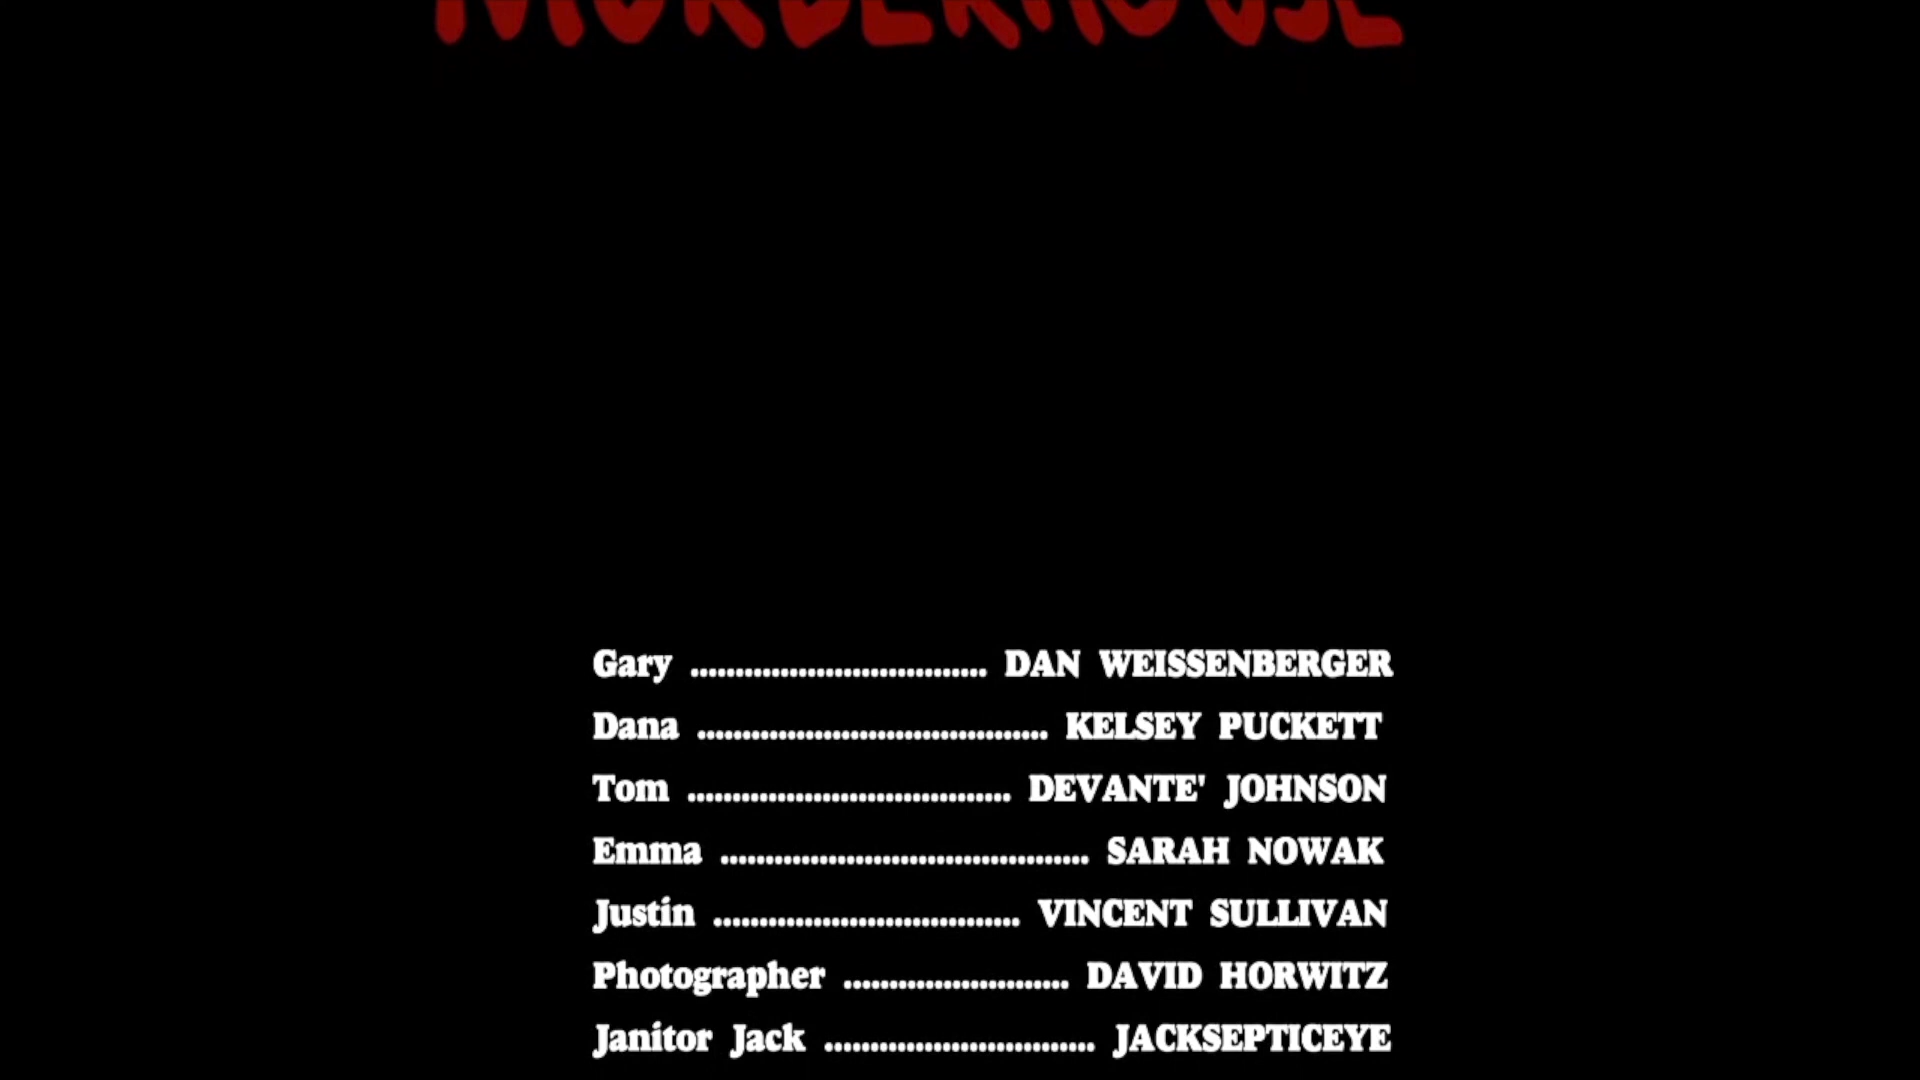 MURDERHOUSE
Gary ................................. DAN WEISSENBERGER
Dana ....................................... KELSEY PUCKETT
Tom .................................... DEVANTE' JOHNSON
Emma ......................................... SARAH NOWAK
Justin .................................. VINCENT SULLIVAN
Photographer ......................... DAVID HORWITZ
Janitor Jack .............................. JACKSEPTICEYE